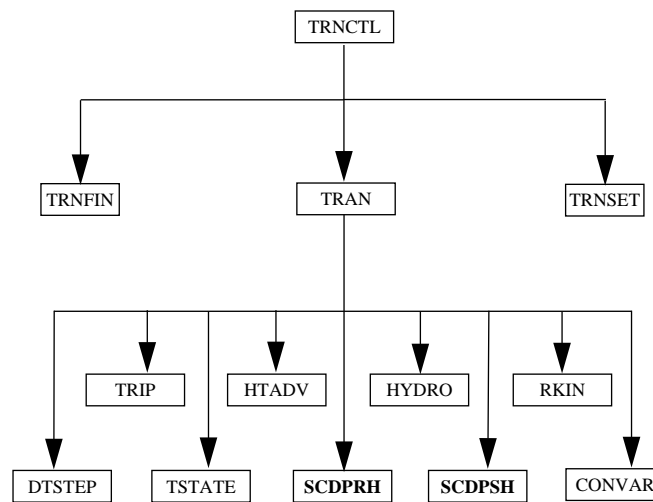 TRNCTL
TRNFIN
TRAN
TRNSET
TRIP
HTADV
HYDRO
RKIN
DTSTEP
TSTATE
SCDPRH
SCDPSH
CONVAR